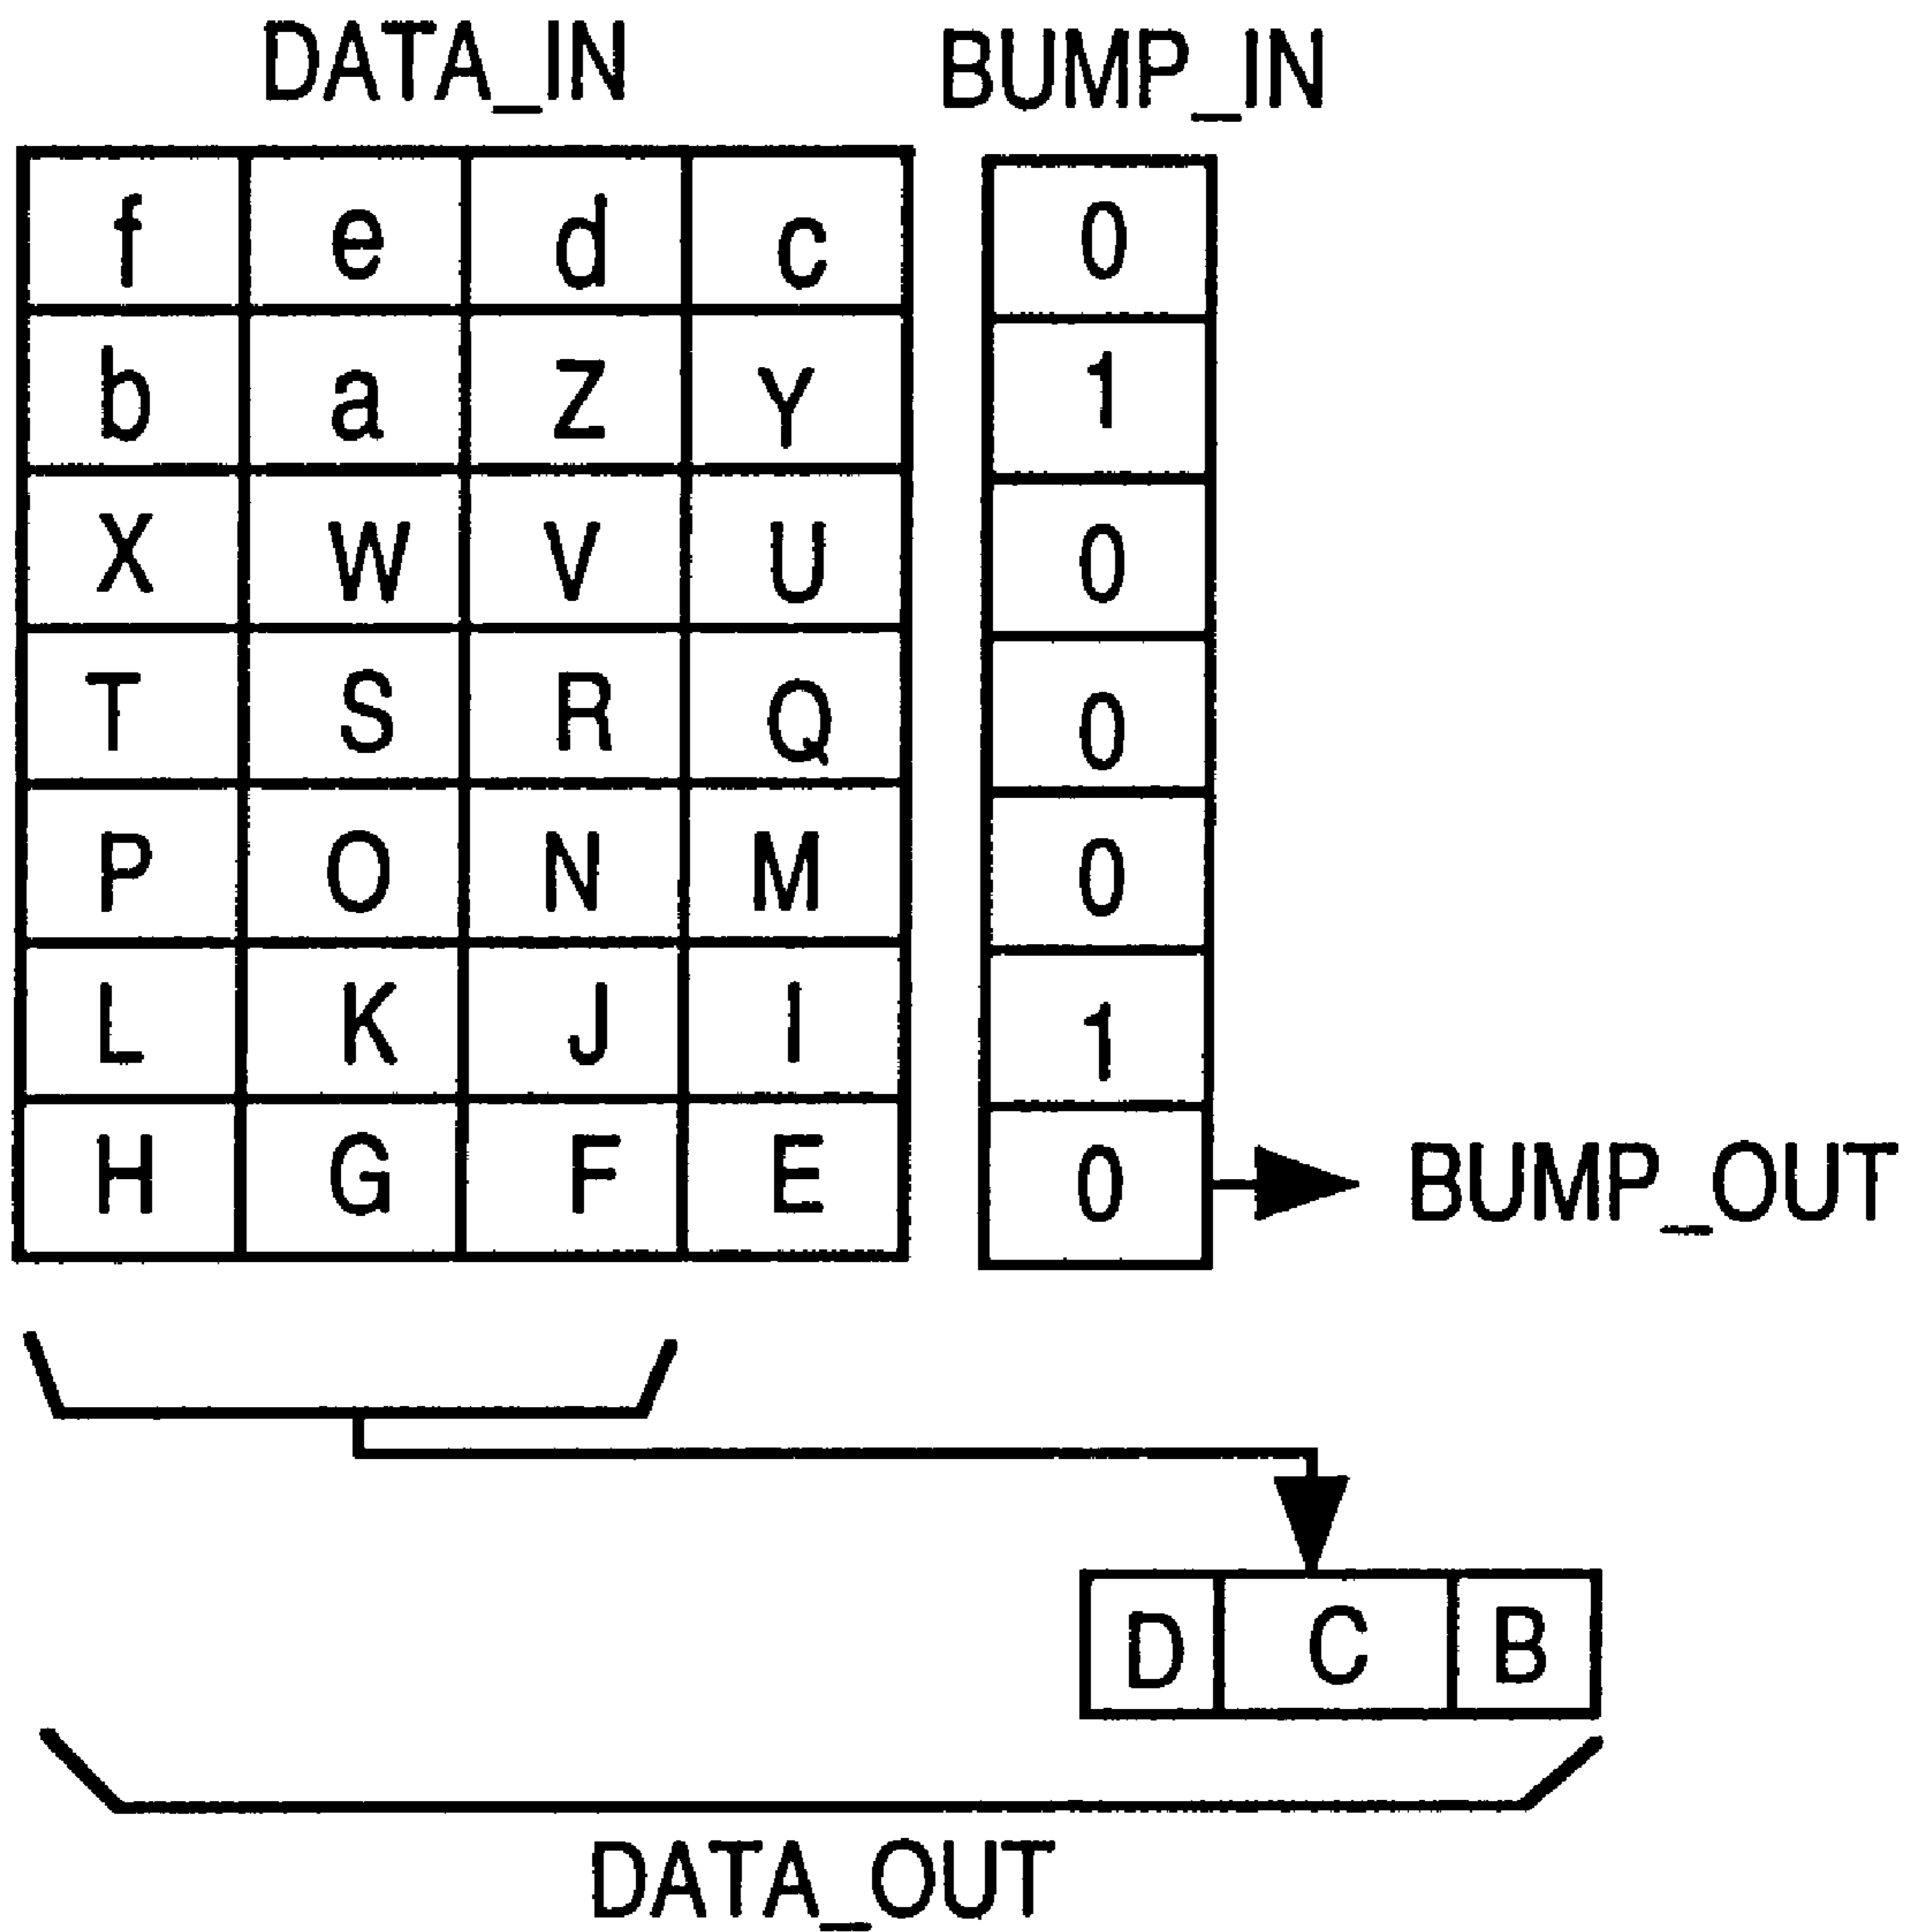 DATA_IN BUMP_IN
f e d c 0
b a Z Y 1
X W V U 0
T S R Q 0
P O N M 0
L K J I 1
H G F E 0 BUMP_OUT
D C B
DATA_OUT